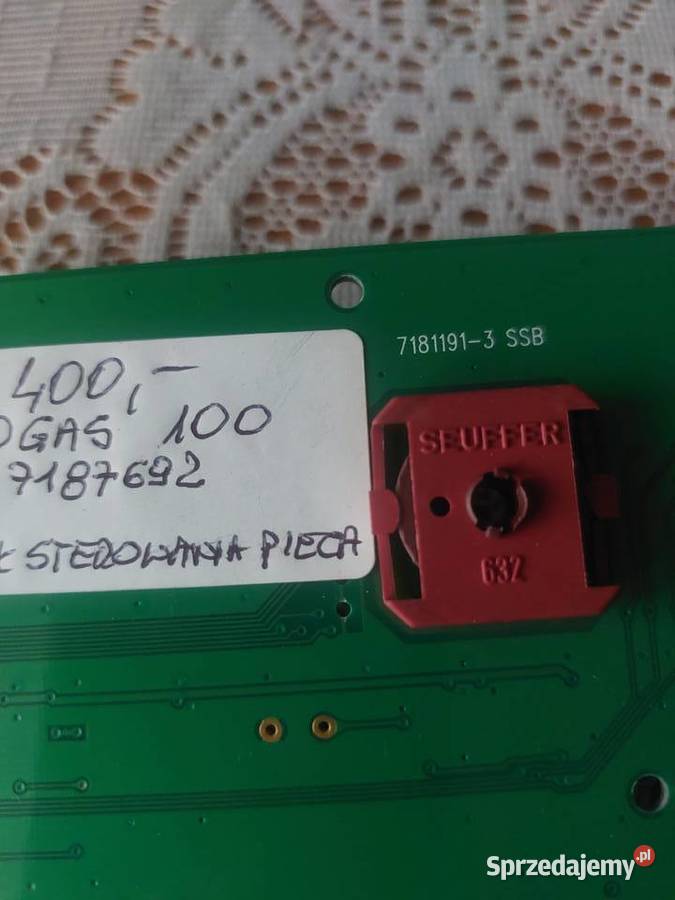 7181191-3 SSB
400,-
OGAS 100
7187692
STEROWANIA PIECA
SEUFFER
632
Sprzedajemy.pl